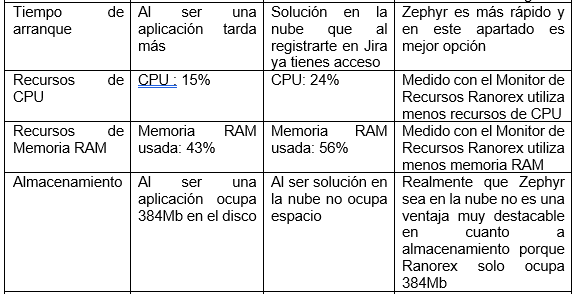 Tiempo de
arranque
Al ser una
aplicación tarda
más
Solución en la
nube que al
registrarte en Jira
ya tienes acceso
Zephyr es más rápido y
en este apartado es
mejor opción
Recursos de
CPU
CPU : 15%
CPU: 24%
Medido con el Monitor de
Recursos Ranorex utiliza
menos recursos de CPU
Recursos de
Memoria RAM
Memoria RAM
usada: 43%
Memoria RAM
usada: 56%
Medido con el Monitor de
Recursos Ranorex utiliza
menos memoria RAM
Almacenamiento
Al ser una
aplicación ocupa
384Mb en el disco
Al ser solución en
la nube no ocupa
espacio
Realmente que Zephyr
sea en la nube no es una
ventaja muy destacable
en cuanto a
almacenamiento porque
Ranorex solo ocupa
384Mb